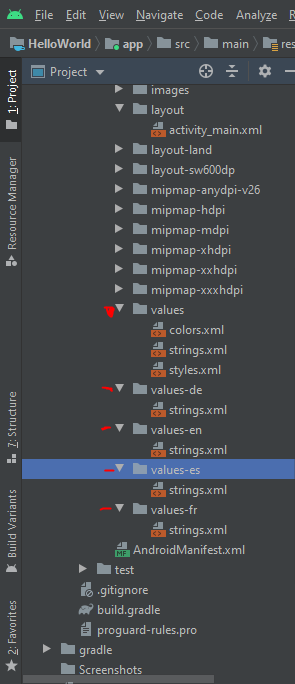 View Navigate Code Analyze R
HelloWorld app src main res
1: Project
Project
images
layout
activity_main.xml
layout-land
layout-sw600dp
mipmap-anydpi-v26
mipmap-hdpi
mipmap-mdpi
mipmap-xhdpi
mipmap-xxhdpi
mipmap-xxxhdpi
values
colors.xml
strings.xml
styles.xml
values-de
strings.xml
values-en
strings.xml
values-es
strings.xml
values-fr
strings.xml
MF AndroidManifest.xml
test
.gitignore
build.gradle
proguard-rules.pro
gradle
Screenshots
Resource Manager
7: Structure
Build Variants
2: Favorites